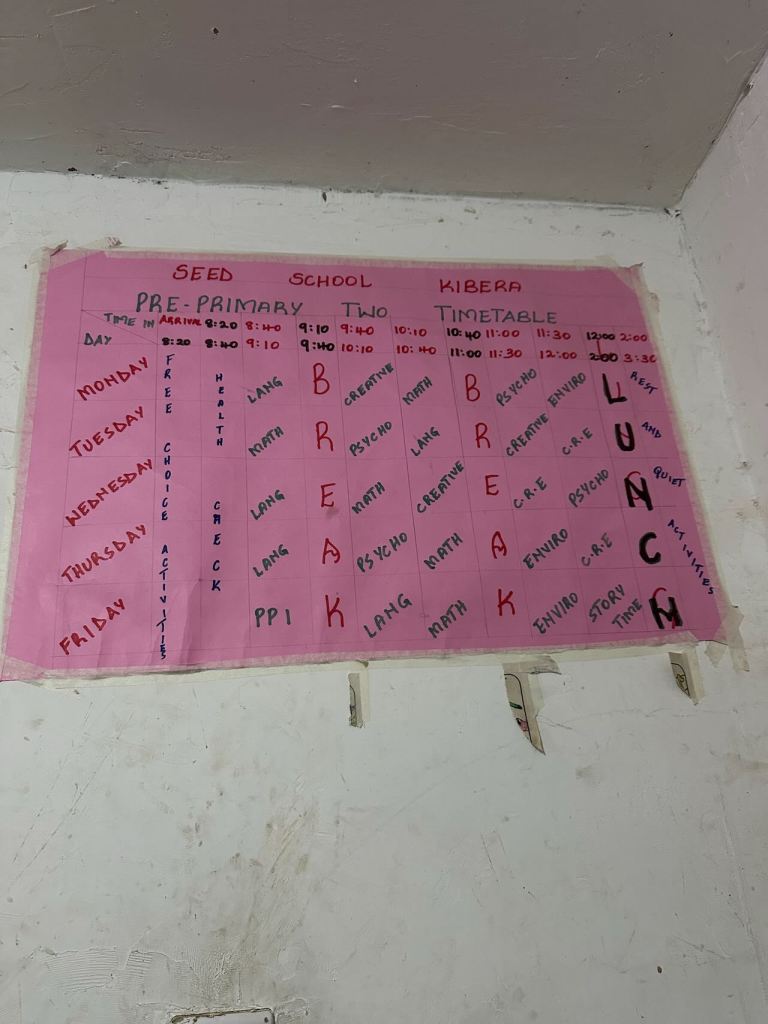 SEED SCHOOL KIBERA
PRE-PRIMARY TWO TIMETABLE
TIME IN ARRIVAL 8:20 8:40 9:10 9:40 10:10 10:40 11:00 11:30 12:00 2:00
DAY 8:20 8:40 9:10 9:40 10:10 10:40 11:00 11:30 12:00 2:00 3:30
MONDAY LANG B CREATIVE MATH B PSYCHO ENVIRO L
TUESDAY MATH R PSYCHO LANG R CREATIVE C.R.E U
WEDNESDAY LANG E MATH CREATIVE E C.R.E PSYCHO N
THURSDAY LANG A PSYCHO MATH A ENVIRO C.R.E C
FRIDAY PPI K LANG MATH K ENVIRO STORY TIME H
FREE CHOICE ACTIVITIES
HEALTH CHECK
REST AND QUIET ACTIVITIES